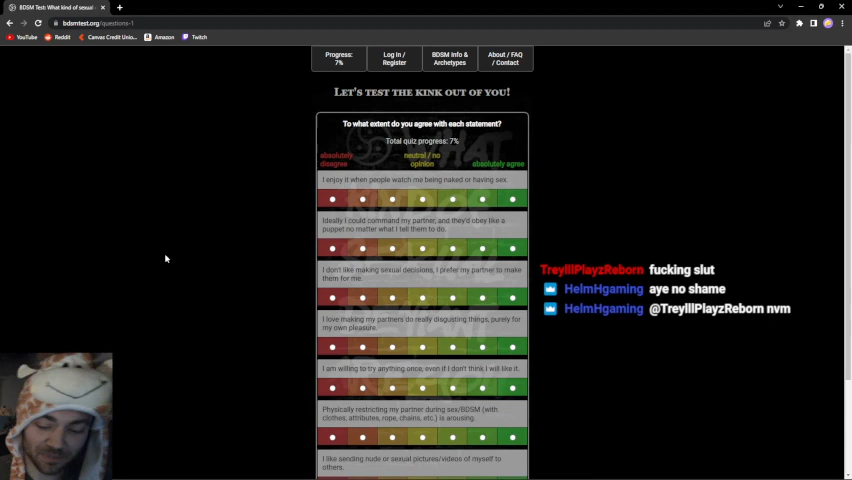 BDSM Test: What kind of sexual
bdsmtest.org/questions-1
YouTube Reddit Canvas Credit Unio... Amazon Twitch
Progress: 7%
Log In / Register
BDSM Info & Archetypes
About / FAQ / Contact
Let's test the kink out of you!
To what extent do you agree with each statement?
Total quiz progress: 7%
absolutely disagree
neutral / no opinion
absolutely agree
I enjoy it when people watch me being naked or having sex.
Ideally I could command my partner, and they'd obey like a
puppet no matter what I tell them to do.
I don't like making sexual decisions, I prefer my partner to make
them for me.
I love making my partners do really disgusting things, purely for
my own pleasure.
I am willing to try anything once, even if I don't think I will like it.
Physically restricting my partner during sex/BDSM (with
clothes, attributes, rope, chains, etc.) is arousing.
I like sending nude or sexual pictures/videos of myself to
others.
TreylllPlayzReborn fucking slut
HelmHgaming aye no shame
HelmHgaming @TreylllPlayzReborn nvm